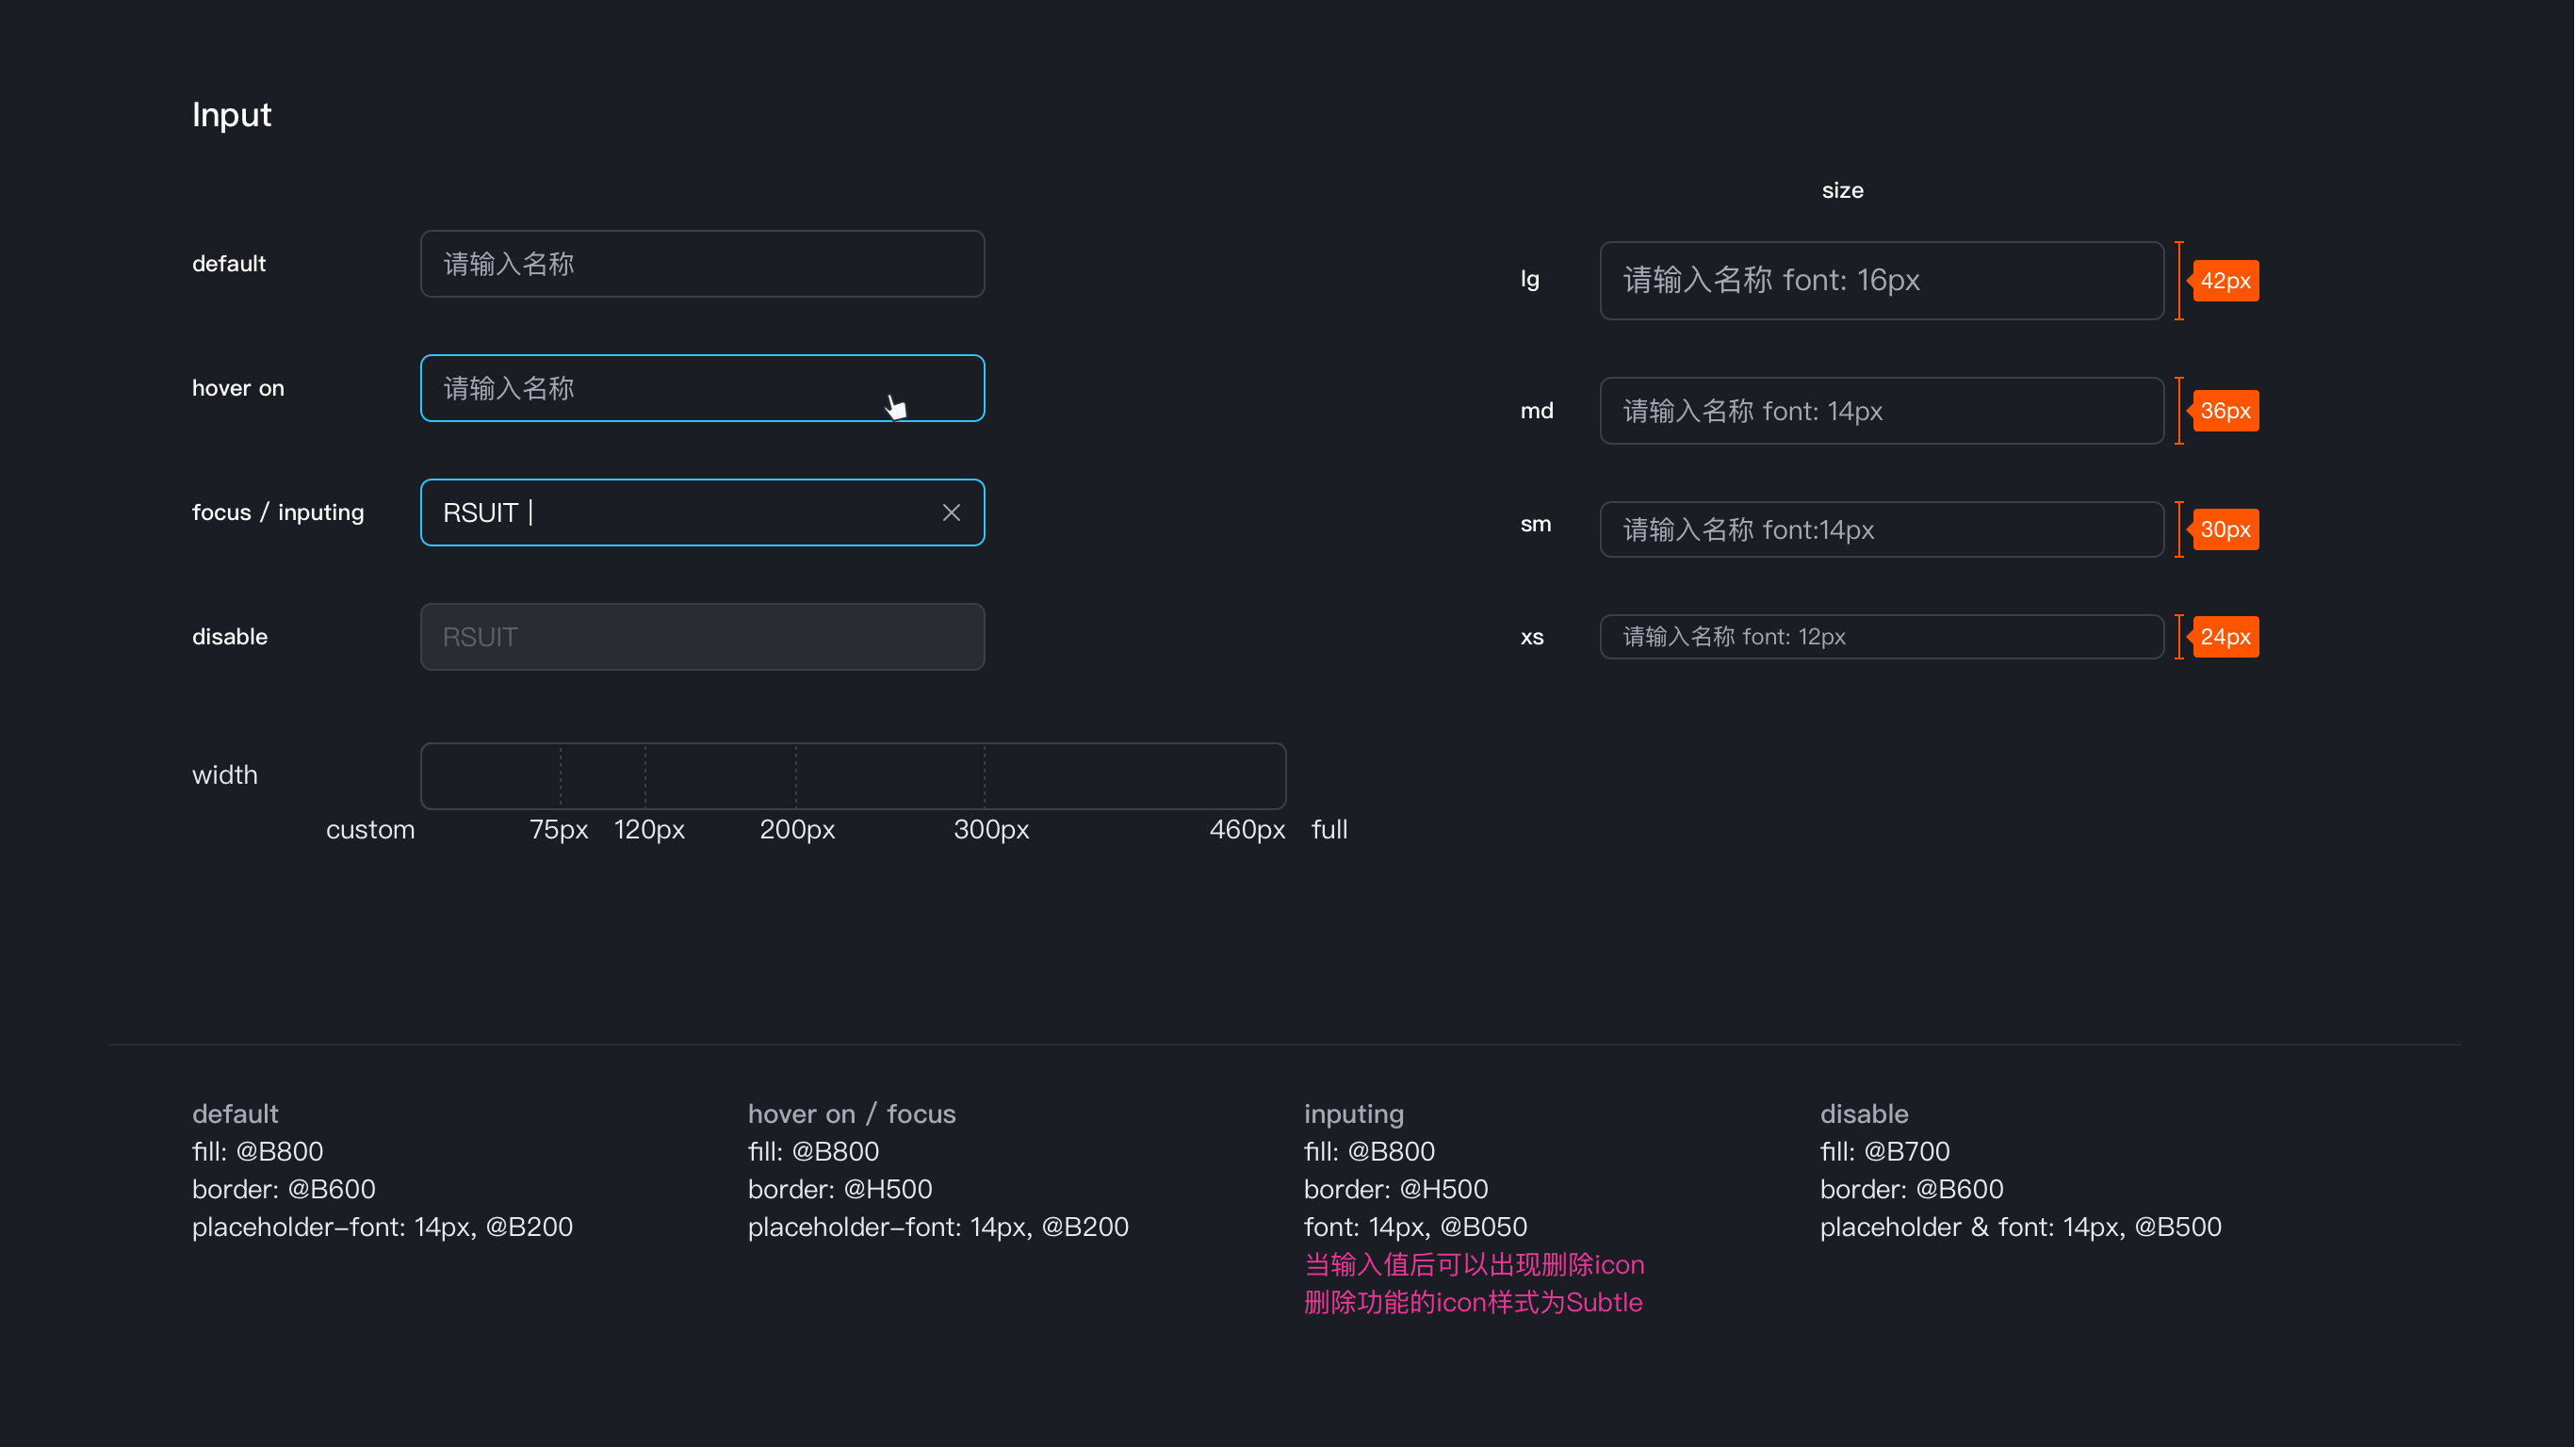 Input
default
请输入名称
hover on
请输入名称
focus / inputing
RSUIT
disable
RSUIT
width
custom 75px 120px 200px 300px 460px full
size
lg
请输入名称 font: 16px
42px
md
请输入名称 font: 14px
36px
sm
请输入名称 font:14px
30px
xs
请输入名称 font: 12px
24px
default
fill: @B800
border: @B600
placeholder-font: 14px, @B200
hover on / focus
fill: @B800
border: @H500
placeholder-font: 14px, @B200
inputing
fill: @B800
border: @H500
font: 14px, @B050
当输入值后可以出现删除icon
删除功能的icon样式为Subtle
disable
fill: @B700
border: @B600
placeholder & font: 14px, @B500